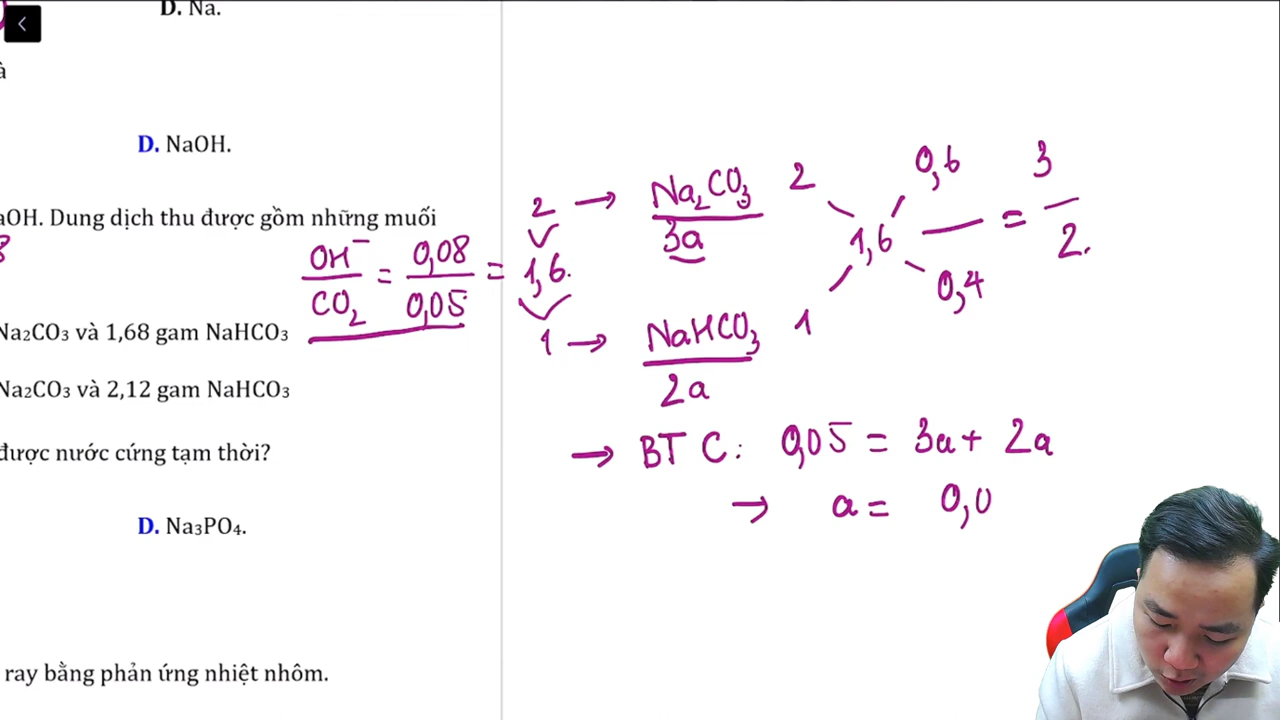 D. Na.
à
D. NaOH.
aOH. Dung dịch thu được gồm những muối
8
OH⁻/CO₂ = 0,08/0,05 = 1,6.
2 → Na₂CO₃
3a
1 → NaHCO₃
2a
2
1
1,6
0,6
0,4
= 3/2.
Na₂CO₃ và 1,68 gam NaHCO₃
Na₂CO₃ và 2,12 gam NaHCO₃
được nước cứng tạm thời?
→ BT C: 0,05 = 3a + 2a
→ a = 0,0
D. Na₃PO₄.
ray bằng phản ứng nhiệt nhôm.